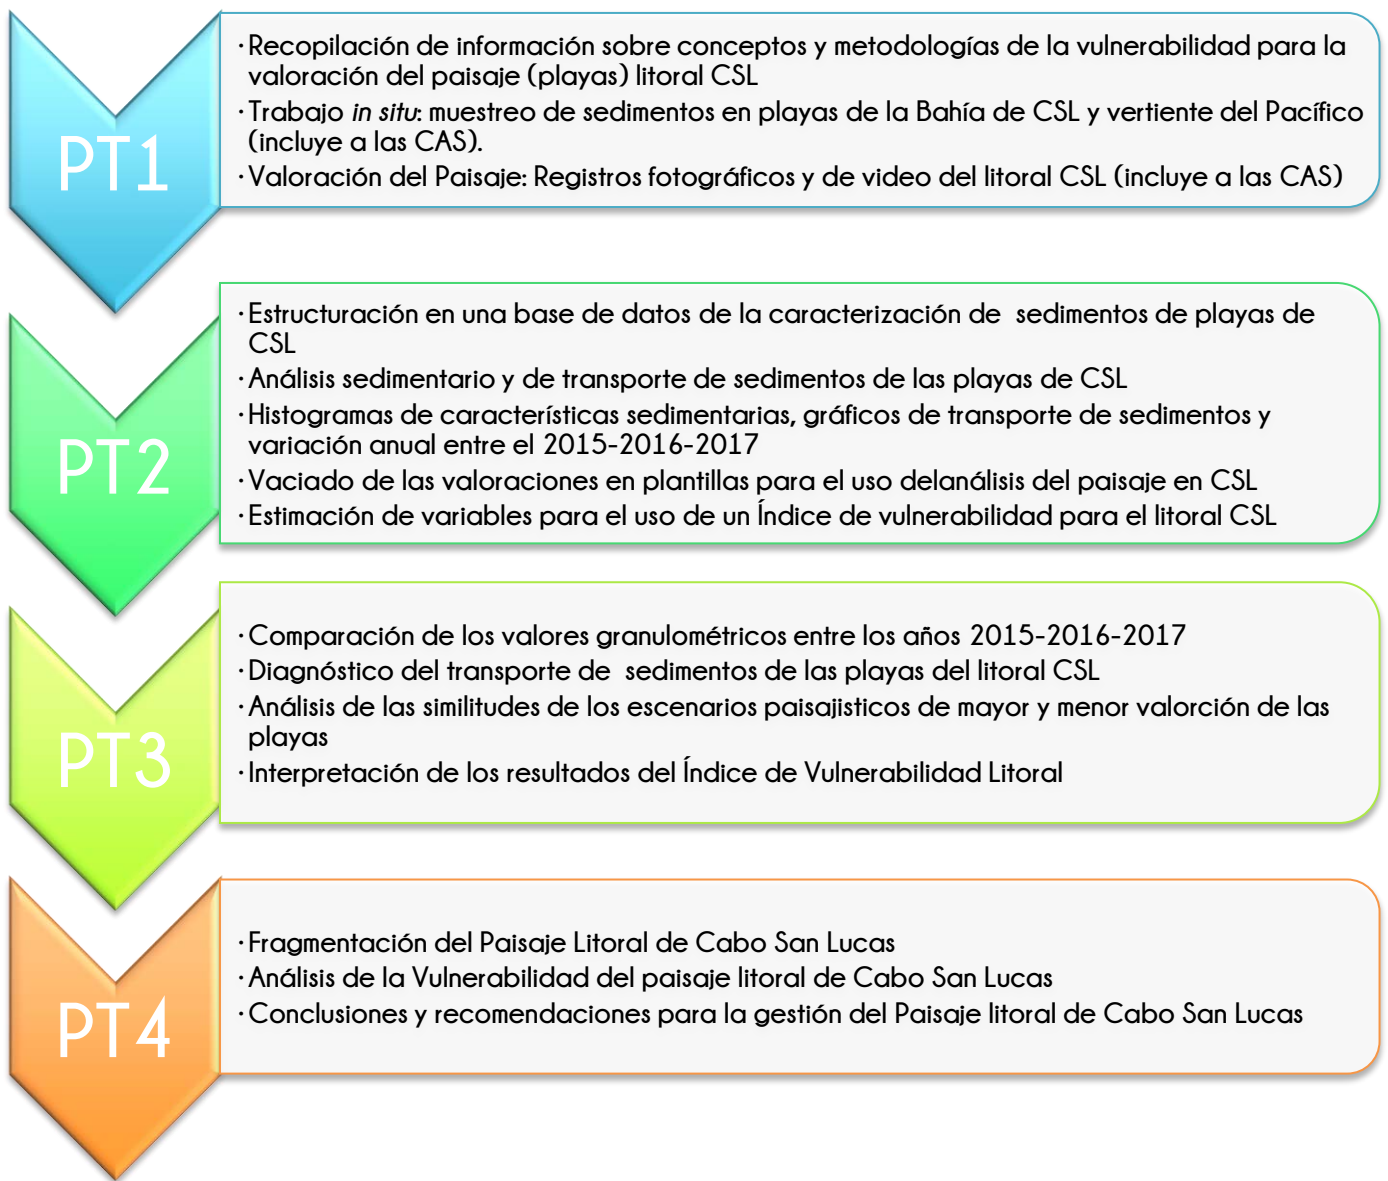 PT1
·Recopilación de información sobre conceptos y metodologías de la vulnerabilidad para la
valoración del paisaje (playas) litoral CSL
·Trabajo in situ: muestreo de sedimentos en playas de la Bahía de CSL y vertiente del Pacífico
(incluye a las CAS).
·Valoración del Paisaje: Registros fotográficos y de video del litoral CSL (incluye a las CAS)
PT2
·Estructuración en una base de datos de la caracterización de sedimentos de playas de
CSL
·Análisis sedimentario y de transporte de sedimentos de las playas de CSL
·Histogramas de características sedimentarias, gráficos de transporte de sedimentos y
variación anual entre el 2015-2016-2017
·Vaciado de las valoraciones en plantillas para el uso delanálisis del paisaje en CSL
·Estimación de variables para el uso de un Índice de vulnerabilidad para el litoral CSL
PT3
·Comparación de los valores granulométricos entre los años 2015-2016-2017
·Diagnóstico del transporte de sedimentos de las playas del litoral CSL
·Análisis de las similitudes de los escenarios paisajisticos de mayor y menor valorción de las
playas
·Interpretación de los resultados del Índice de Vulnerabilidad Litoral
PT4
·Fragmentación del Paisaje Litoral de Cabo San Lucas
·Análisis de la Vulnerabilidad del paisaje litoral de Cabo San Lucas
·Conclusiones y recomendaciones para la gestión del Paisaje litoral de Cabo San Lucas